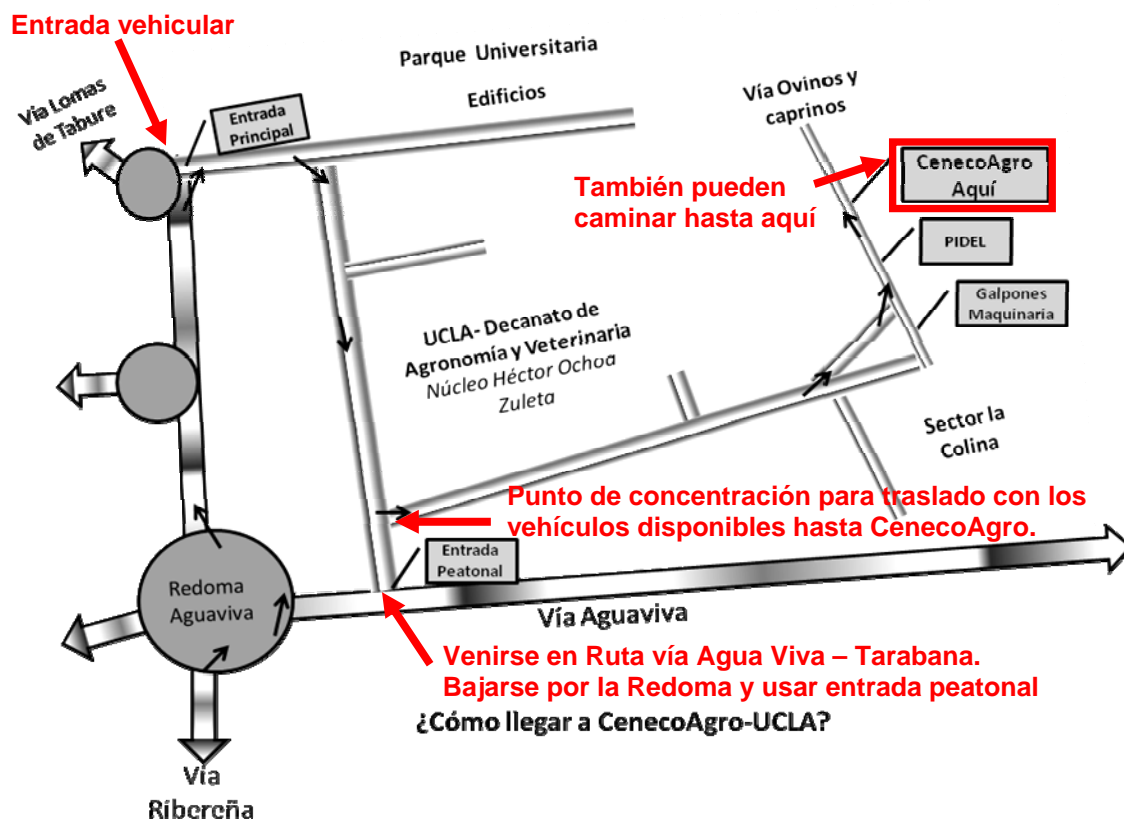 Entrada vehicular
Parque Universitaria
Edificios
Vía Lomas
de Tabure
Entrada
Principal
Vía Ovinos y
caprinos
CenecoAgro
Aquí
También pueden
caminar hasta aquí
PIDEL
Galpones
Maquinaria
UCLA- Decanato de
Agronomía y Veterinaria
Núcleo Héctor Ochoa
Zuleta
Sector la
Colina
Punto de concentración para traslado con los
vehículos disponibles hasta CenecoAgro.
Entrada
Peatonal
Redoma
Aguaviva
Vía Aguaviva
Venirse en Ruta vía Agua Viva – Tarabana.
Bajarse por la Redoma y usar entrada peatonal
¿Cómo llegar a CenecoAgro-UCLA?
Vía
Ribereña